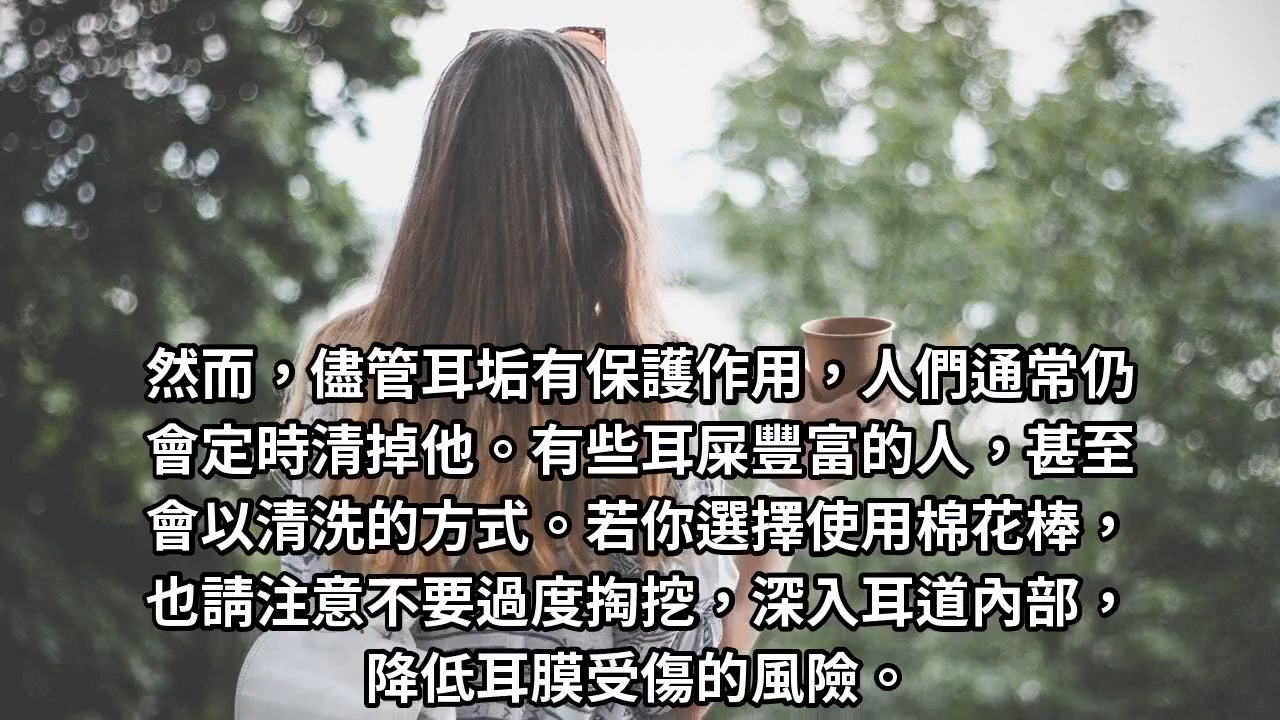 然而，儘管耳垢有保護作用，人們通常仍
會定時清掉他。有些耳屎豐富的人，甚至
會以清洗的方式。若你選擇使用棉花棒，
也請注意不要過度掏挖，深入耳道內部，
降低耳膜受傷的風險。